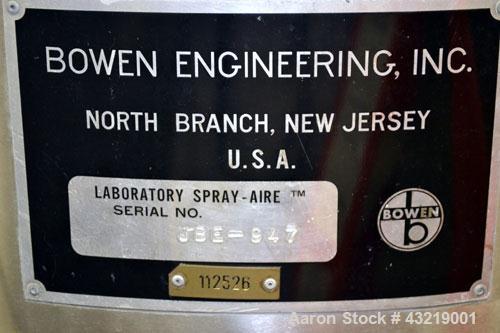 BOWEN ENGINEERING, INC.
NORTH BRANCH, NEW JERSEY
U.S.A.
LABORATORY SPRAY-AIRE ™
SERIAL NO.
JBE-947
BOWEN
b
112526
Aaron Stock # 43219001